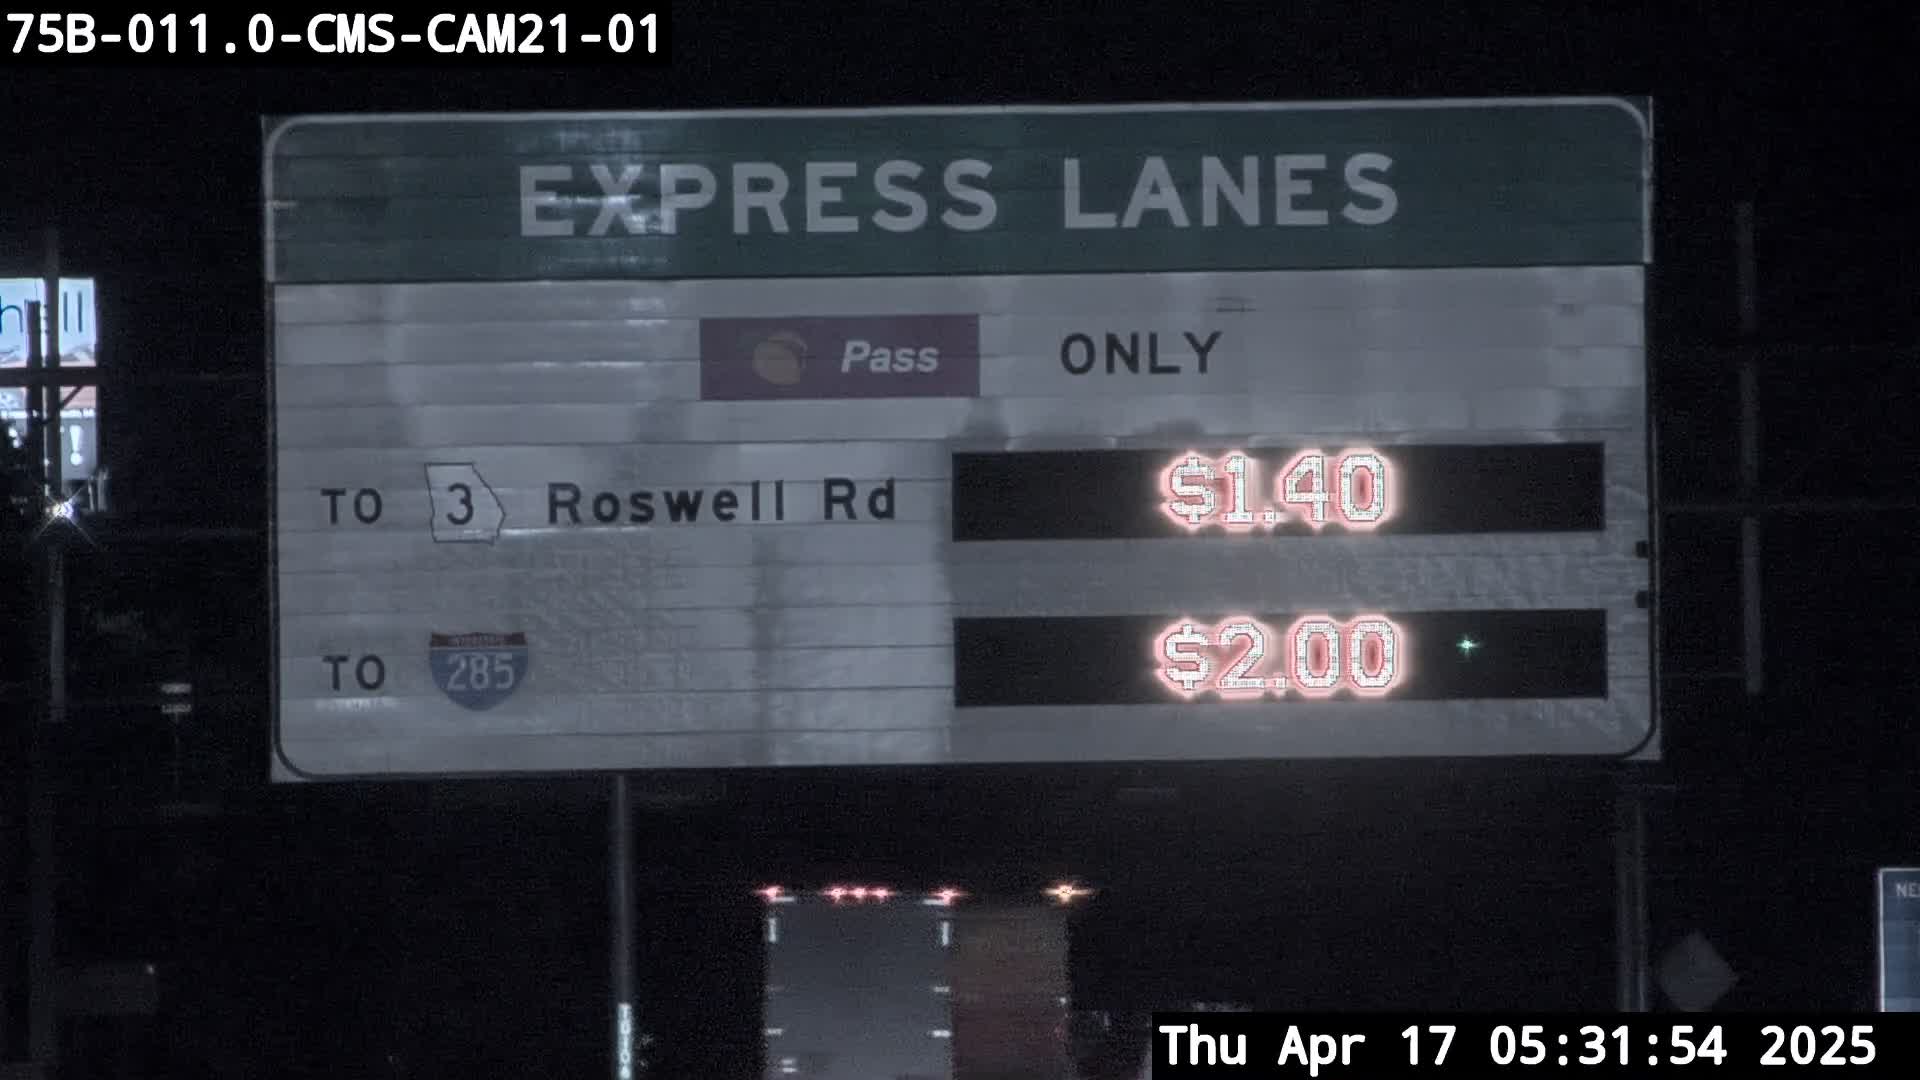 75B-011.0-CMS-CAM21-01
EXPRESS LANES
Pass ONLY
TO 3 Roswell Rd $1.40
INTERSTATE
TO 285 $2.00
Thu Apr 17 05:31:54 2025